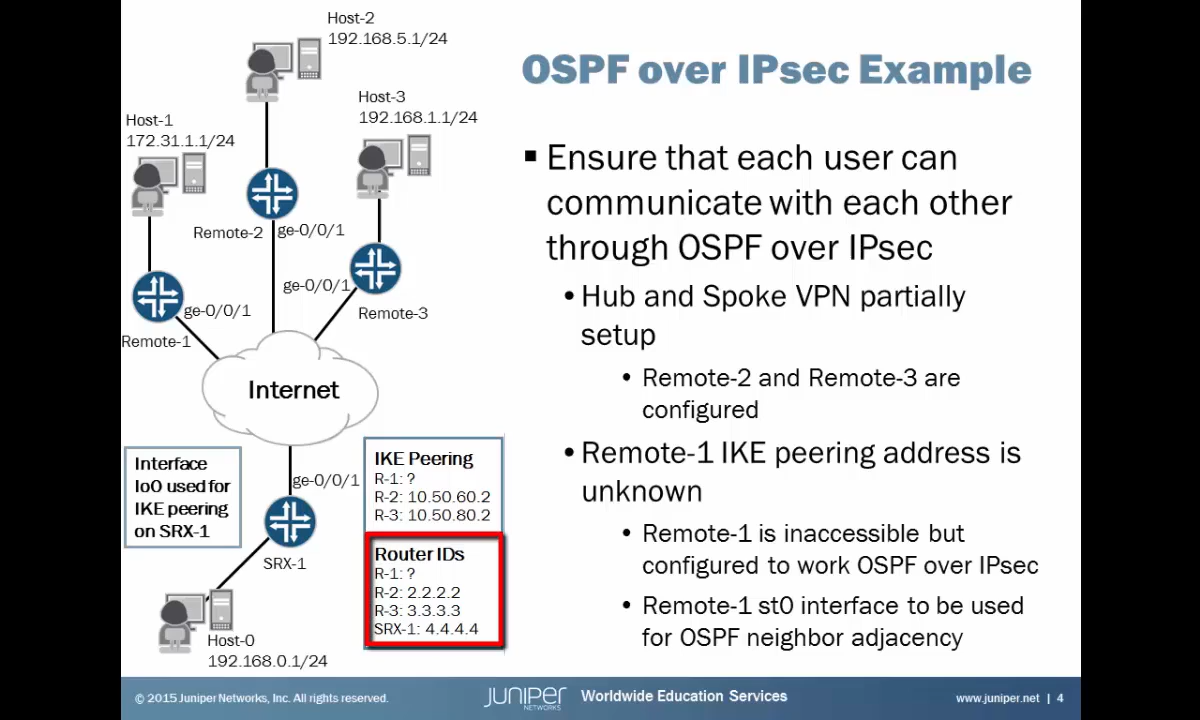 Host-2
192.168.5.1/24
Host-3
192.168.1.1/24
Host-1
172.31.1.1/24
Remote-2
ge-0/0/1
ge-0/0/1
ge-0/0/1
Remote-3
Remote-1
Internet
Interface
lo0 used for
IKE peering
on SRX-1
ge-0/0/1
SRX-1
Host-0
192.168.0.1/24
IKE Peering
R-1: ?
R-2: 10.50.60.2
R-3: 10.50.80.2
Router IDs
R-1: ?
R-2: 2.2.2.2
R-3: 3.3.3.3
SRX-1: 4.4.4.4
OSPF over IPsec Example
▪ Ensure that each user can
communicate with each other
through OSPF over IPsec
• Hub and Spoke VPN partially
setup
• Remote-2 and Remote-3 are
configured
• Remote-1 IKE peering address is
unknown
• Remote-1 is inaccessible but
configured to work OSPF over IPsec
• Remote-1 st0 interface to be used
for OSPF neighbor adjacency
© 2015 Juniper Networks, Inc. All rights reserved.
JUNIPER
NETWORKS
Worldwide Education Services
www.juniper.net | 4